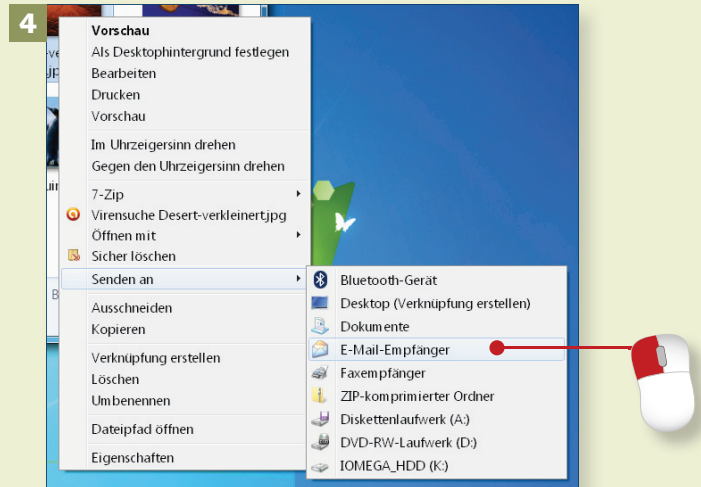 4
Vorschau
Als Desktophintergrund festlegen
Bearbeiten
Drucken
Vorschau
Im Uhrzeigersinn drehen
Gegen den Uhrzeigersinn drehen
7-Zip
Virensuche Desert-verkleinert.jpg
Öffnen mit
Sicher löschen
Senden an
Ausschneiden
Kopieren
Verknüpfung erstellen
Löschen
Umbenennen
Dateipfad öffnen
Eigenschaften
Bluetooth-Gerät
Desktop (Verknüpfung erstellen)
Dokumente
E-Mail-Empfänger
Faxempfänger
ZIP-komprimierter Ordner
Diskettenlaufwerk (A:)
DVD-RW-Laufwerk (D:)
IOMEGA_HDD (K:)